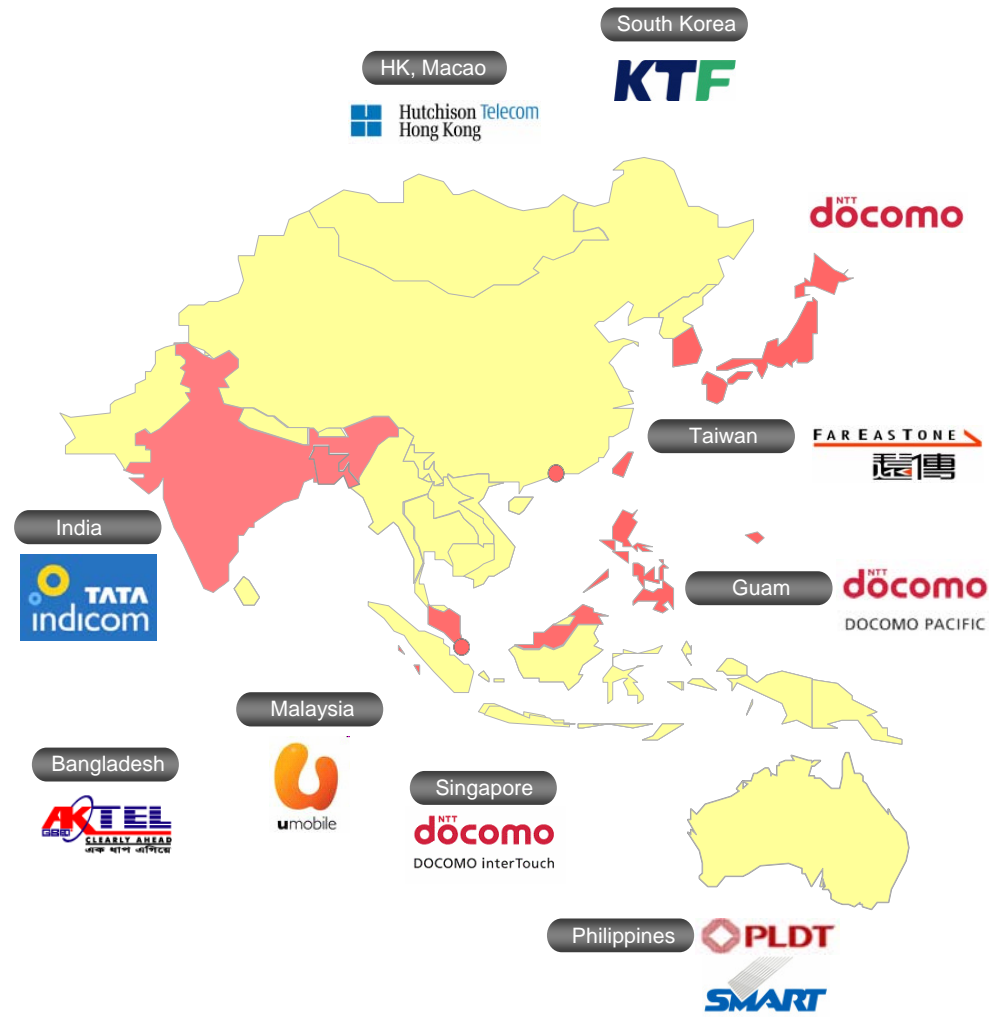 South Korea
KTF
HK, Macao
Hutchison Telecom
Hong Kong
NTT
docomo
Taiwan
FAREASTONE
遠傳
India
TATA
indicom
Guam
NTT
docomo
DOCOMO PACIFIC
Malaysia
umobile
Bangladesh
AKTEL
CLEARLY AHEAD
এক ধাপ এগিয়ে
Singapore
NTT
docomo
DOCOMO interTouch
Philippines
PLDT
SMART